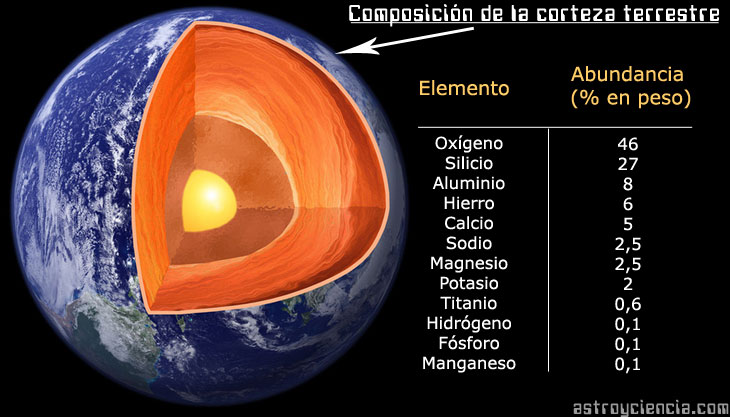 Composición de la corteza terrestre
Elemento Abundancia
(% en peso)
Oxígeno 46
Silicio 27
Aluminio 8
Hierro 6
Calcio 5
Sodio 2,5
Magnesio 2,5
Potasio 2
Titanio 0,6
Hidrógeno 0,1
Fósforo 0,1
Manganeso 0,1
astroyciencia.com